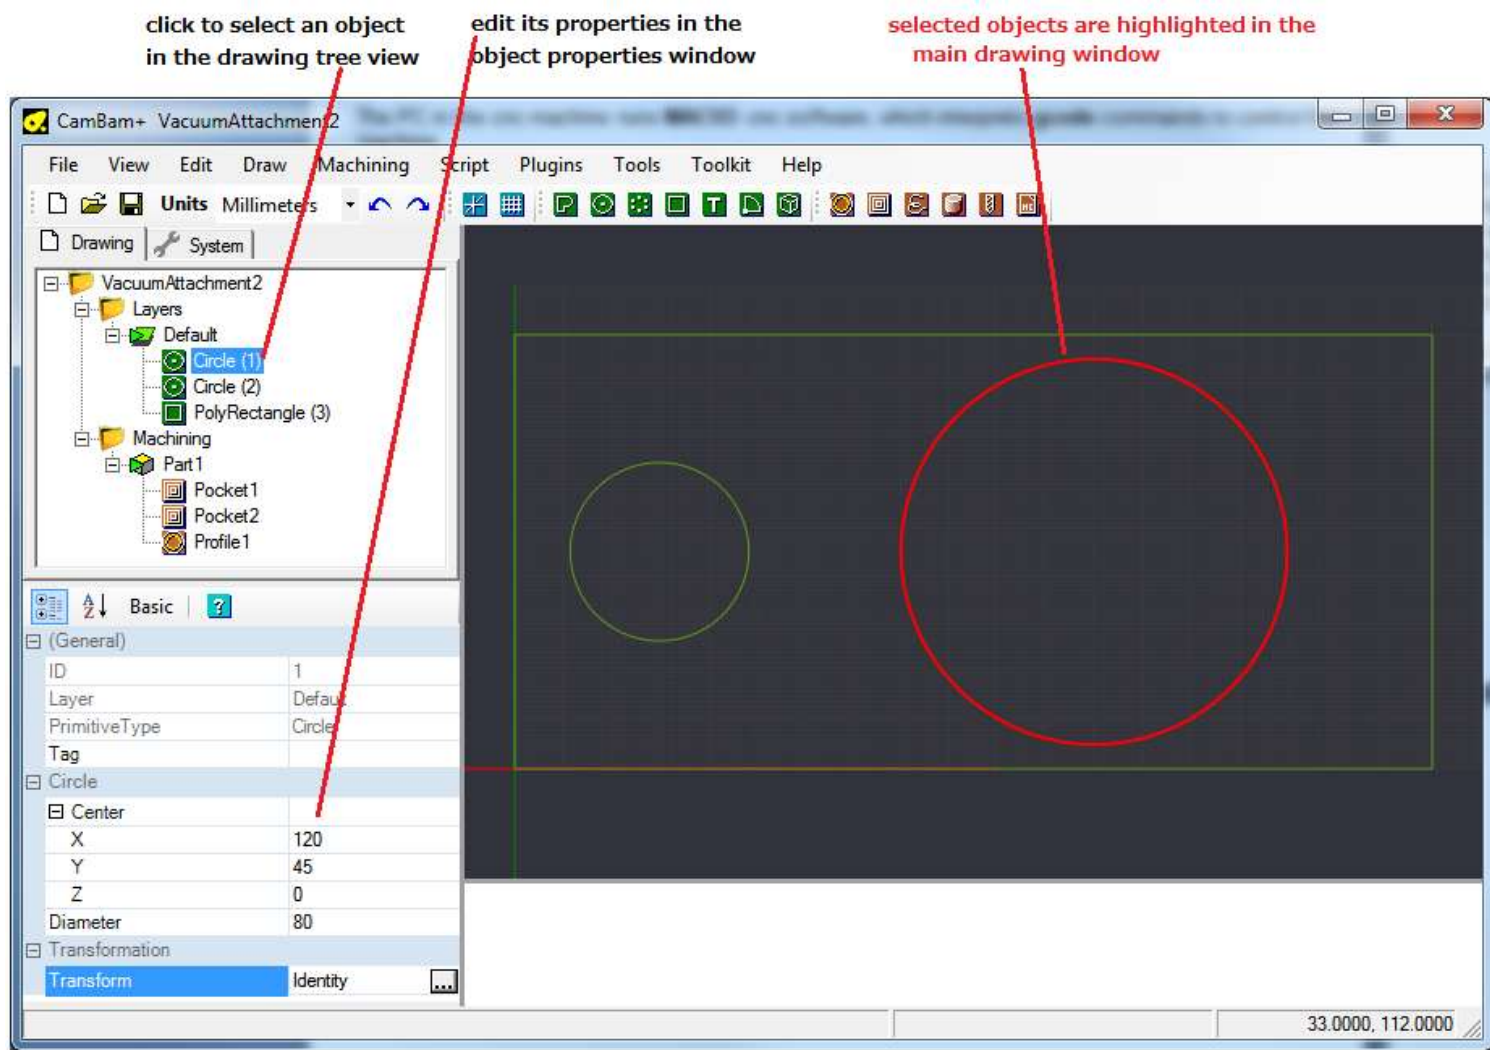 click to select an object
in the drawing tree view
edit its properties in the
object properties window
selected objects are highlighted in the
main drawing window
CamBam+ VacuumAttachment2
File View Edit Draw Machining Script Plugins Tools Toolkit Help
Units Millimeters
Drawing System
VacuumAttachment2
Layers
Default
Circle (1)
Circle (2)
PolyRectangle (3)
Machining
Part1
Pocket1
Pocket2
Profile1
Basic
(General)
ID 1
Layer Default
PrimitiveType Circle
Tag
Circle
Center
X 120
Y 45
Z 0
Diameter 80
Transformation
Transform Identity ...
33.0000, 112.0000